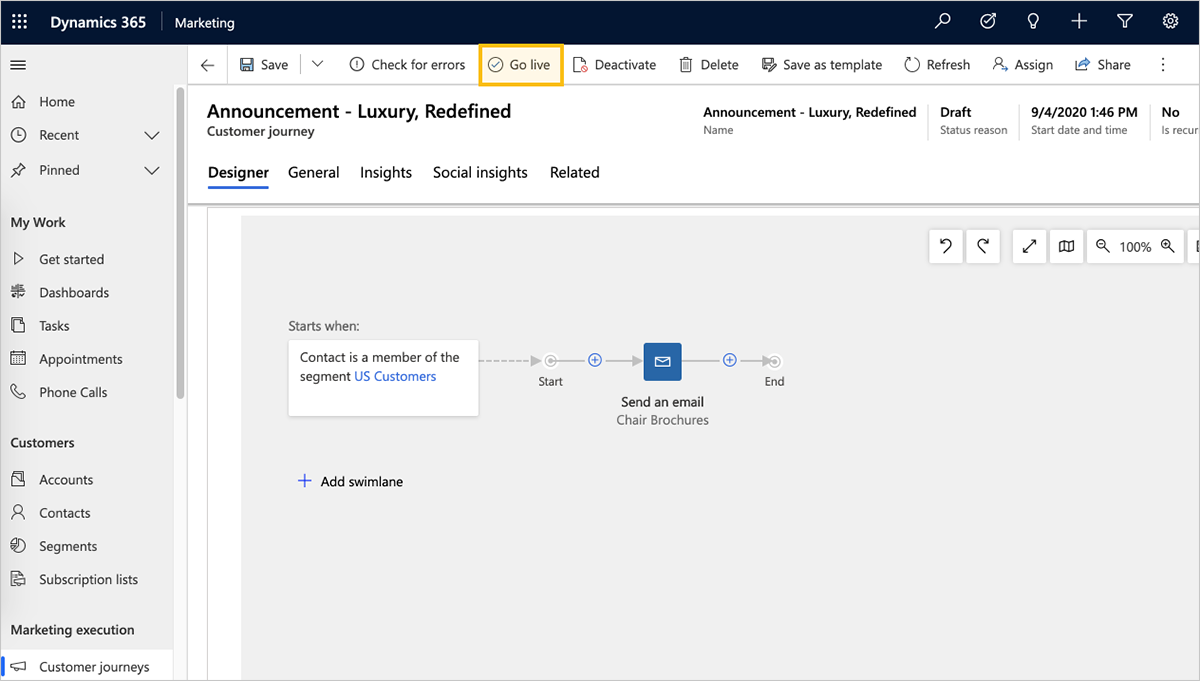 Dynamics 365 Marketing
Save Check for errors Go live Deactivate Delete Save as template Refresh Assign Share
Home
Recent
Pinned
My Work
Get started
Dashboards
Tasks
Appointments
Phone Calls
Customers
Accounts
Contacts
Segments
Subscription lists
Marketing execution
Customer journeys
Announcement - Luxury, Redefined
Customer journey
Announcement - Luxury, Redefined
Name
Draft
Status reason
9/4/2020 1:46 PM
Start date and time
No
Is recur
Designer General Insights Social insights Related
100%
Starts when:
Contact is a member of the
segment US Customers
Start
Send an email
Chair Brochures
End
Add swimlane